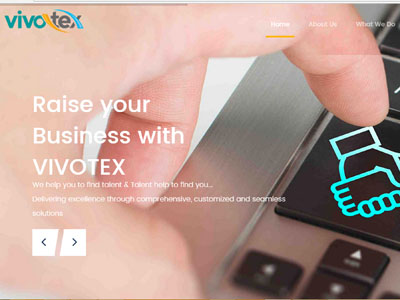 vivotex
Home About Us What We Do
Raise your
Business with
VIVOTEX
We help you to find talent & Talent help to find you...
Delivering excellence through comprehensive, customized and seamless
solutions